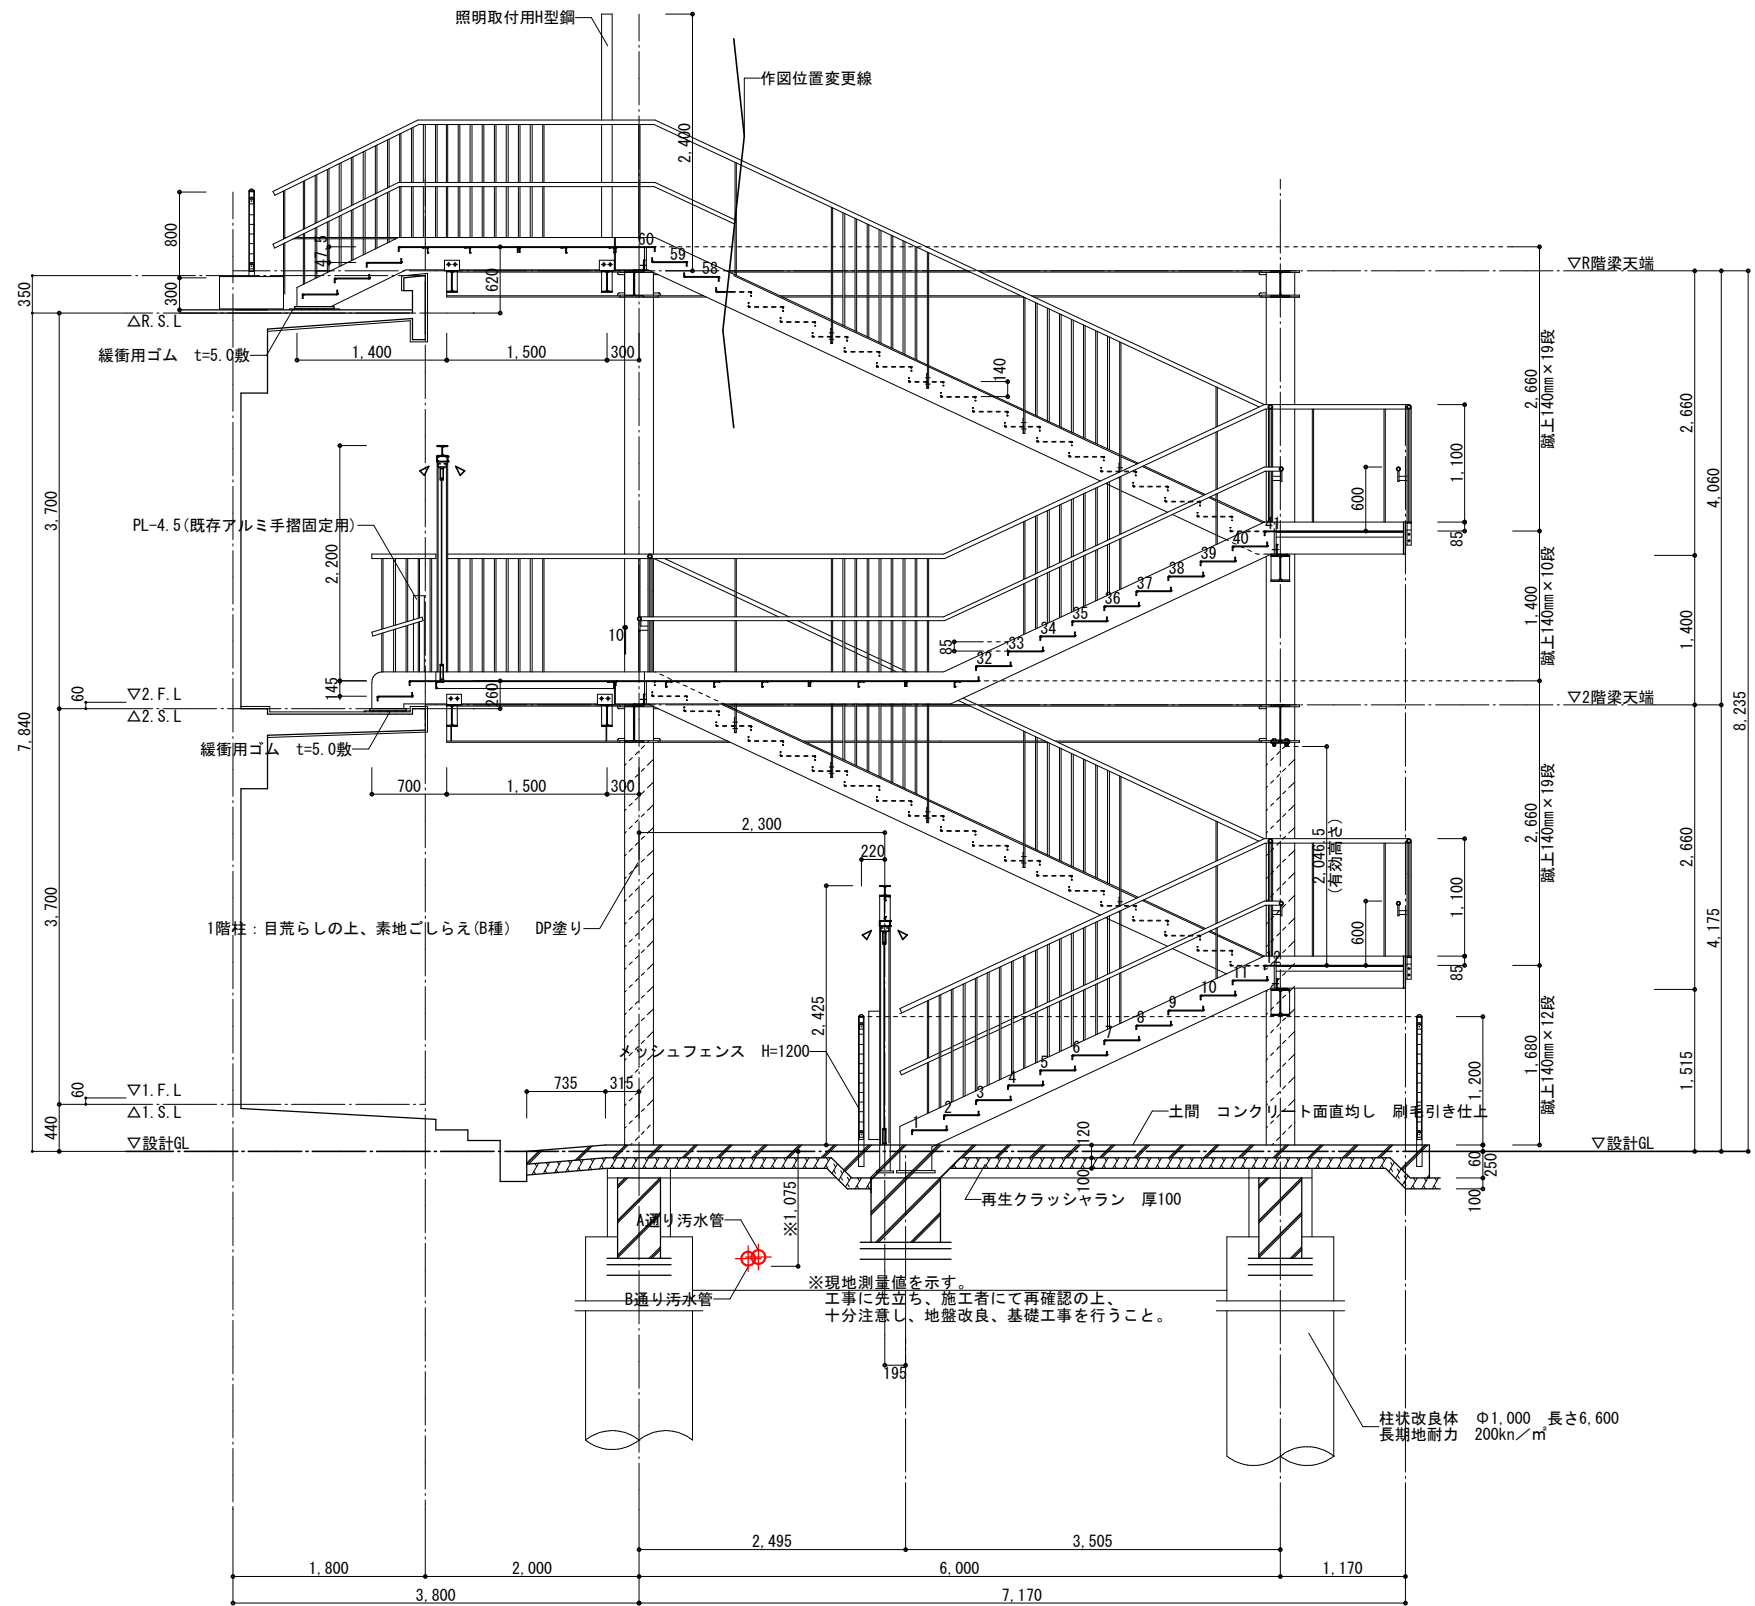 照明取付用H型鋼
作図位置変更線
2,400
800
47.5
60
59
58
620
350
300
▽R階梁天端
△R.S.L
緩衝用ゴム　t=5.0敷
1,400
1,500
300
140
2,660
蹴上140mm×19段
2,660
4,060
1,100
600
85
3,700
PL-4.5(既存アルミ手摺固定用)
2,200
41
40
39
38
37
36
35
34
33
32
85
10
1,400
蹴上140mm×10段
1,400
145
260
60
▽2.F.L
△2.S.L
▽2階梁天端
7,840
8,235
緩衝用ゴム　t=5.0敷
700
1,500
300
2,300
220
2,046.5
(有効高さ)
2,660
蹴上140mm×19段
2,660
4,175
1,100
600
85
3,700
1階柱：目荒らしの上、素地ごしらえ(B種)　DP塗り
2,425
メッシュフェンス　H=1200
12
11
10
9
8
7
6
5
4
3
2
1
1,680
蹴上140mm×12段
1,515
1,200
735
315
60
▽1.F.L
△1.S.L
440
▽設計GL
土間　コンクリート面直均し　刷毛引き仕上
▽設計GL
120
100
60
250
100
再生クラッシャラン　厚100
※1,075
A通り汚水管
B通り汚水管
※現地測量値を示す。
工事に先立ち、施工者にて再確認の上、
十分注意し、地盤改良、基礎工事を行うこと。
195
柱状改良体　Φ1,000　長さ6,600
長期地耐力　200kn／㎡
2,495
3,505
1,800
2,000
6,000
1,170
3,800
7,170